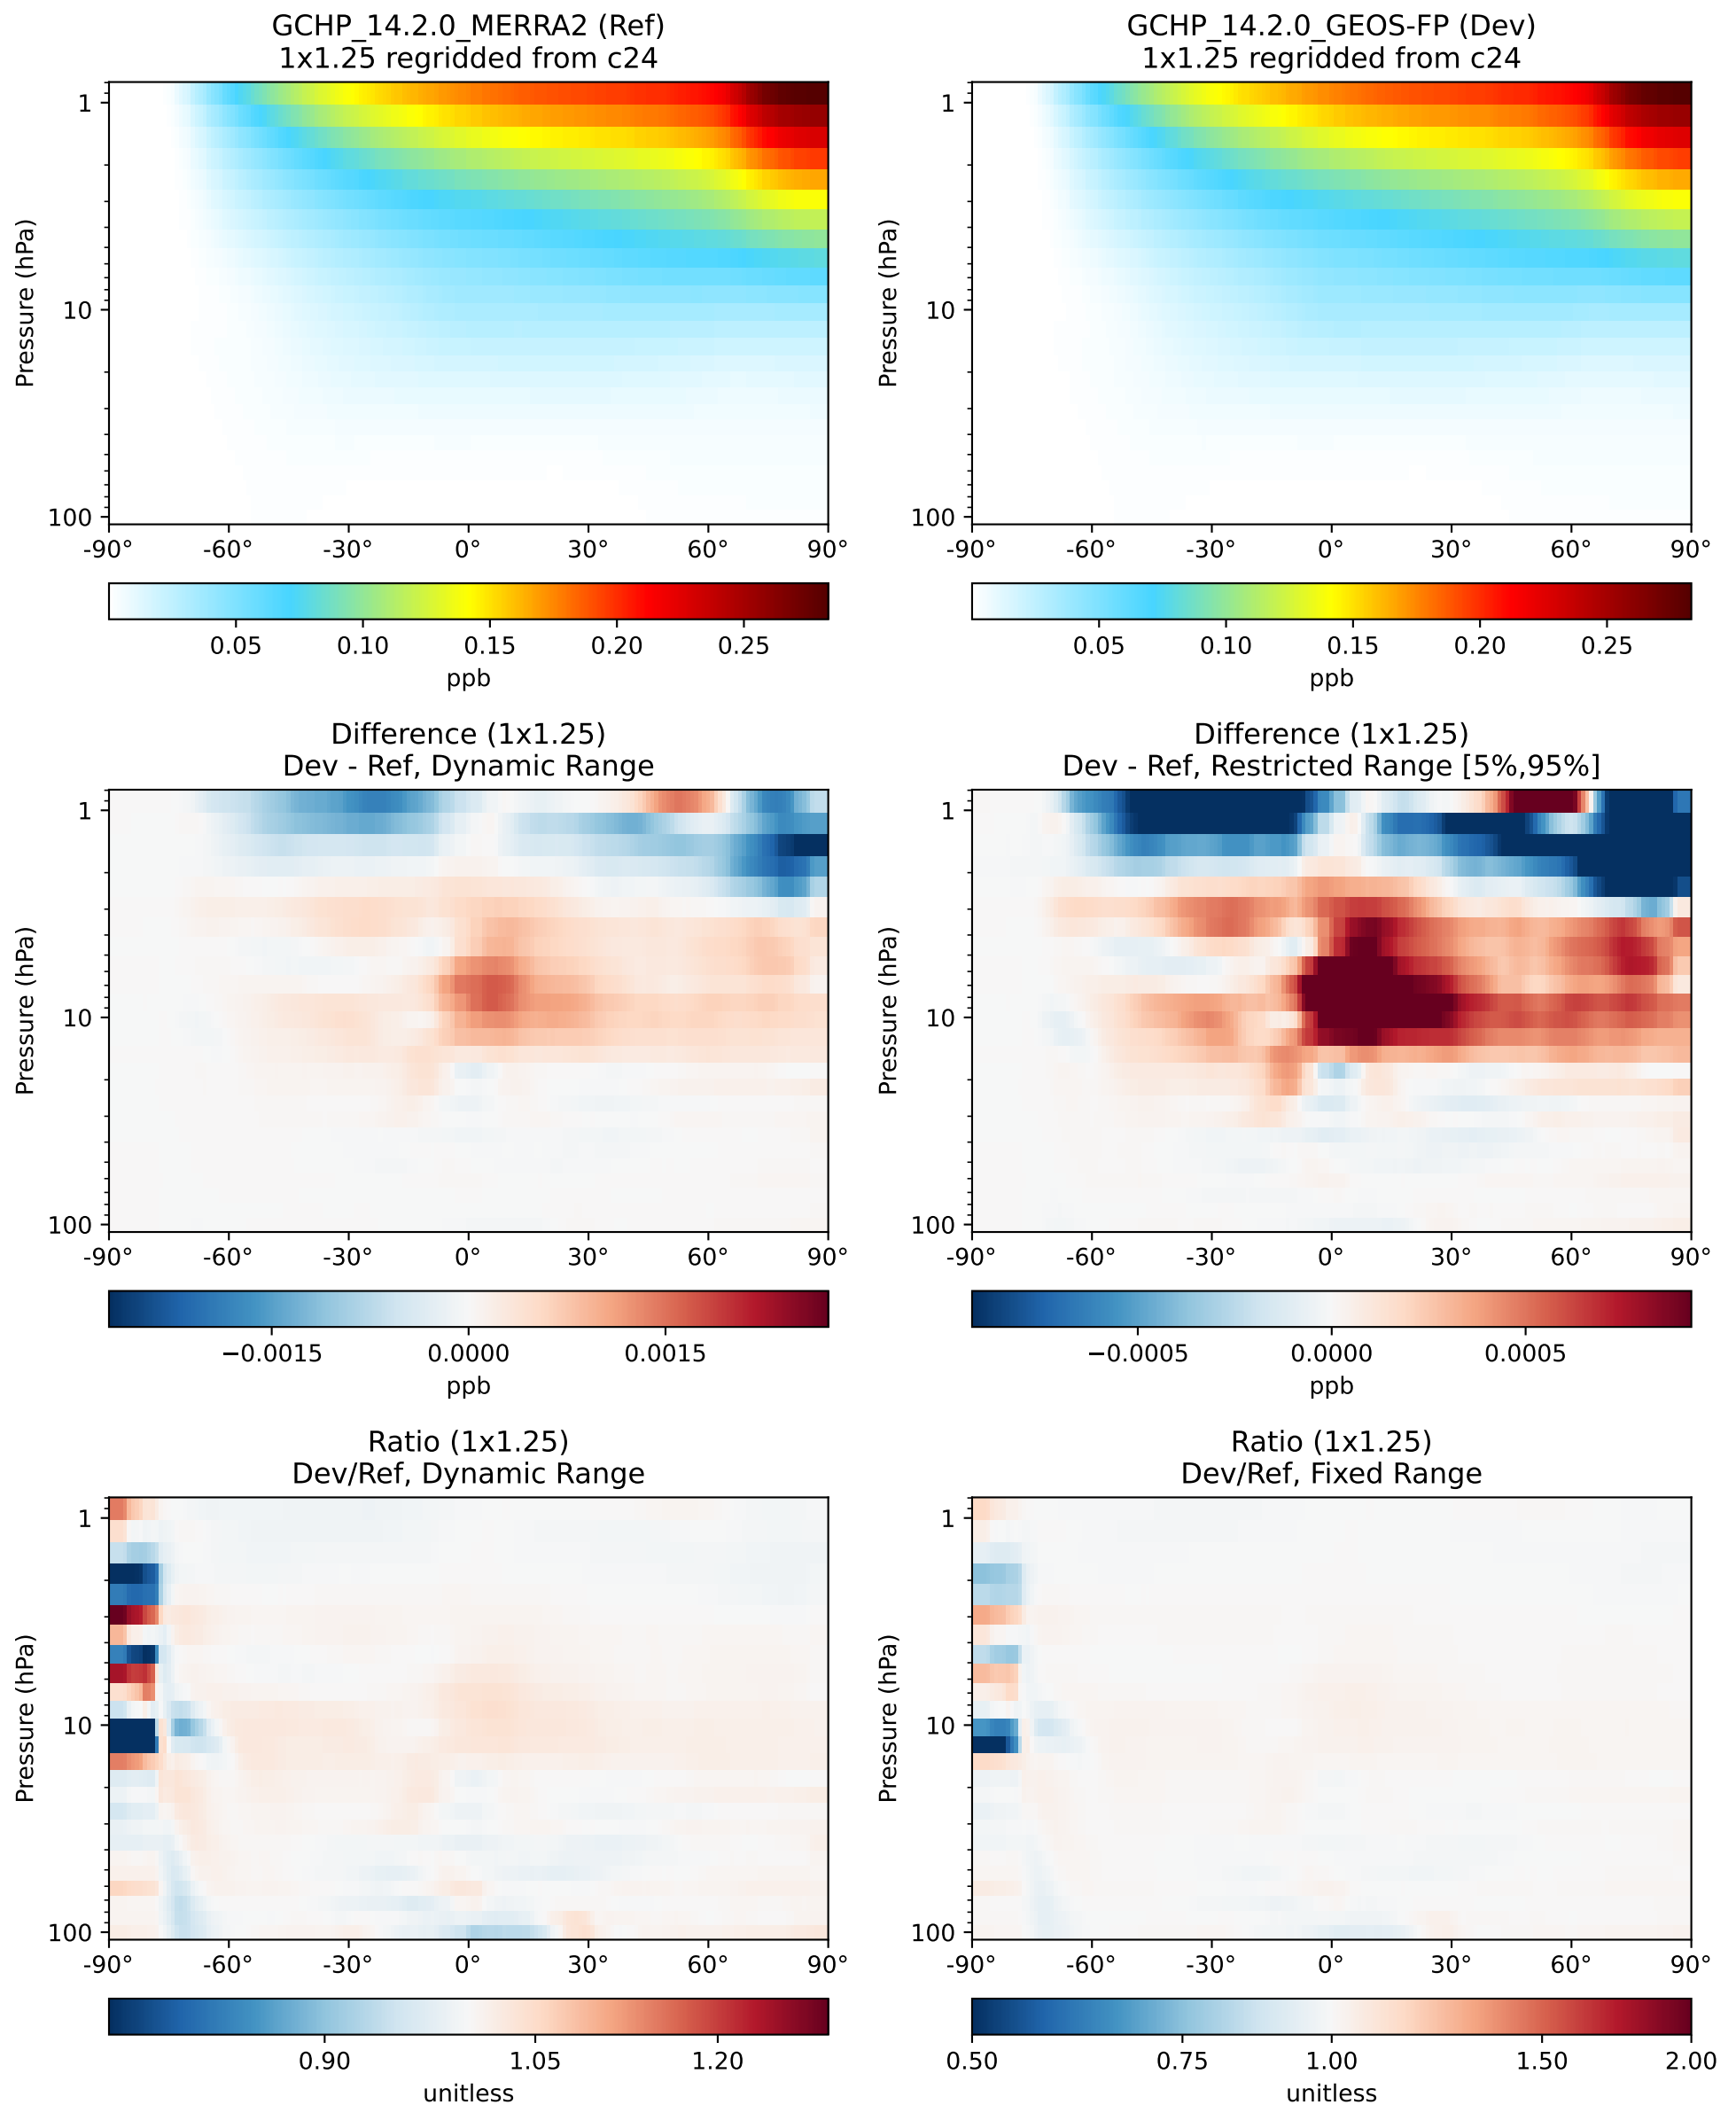 GCHP_14.2.0_MERRA2 (Ref)
1x1.25 regridded from c24
Pressure (hPa)
1
10
100
-90° -60° -30° 0° 30° 60° 90°
0.05 0.10 0.15 0.20 0.25
ppb
GCHP_14.2.0_GEOS-FP (Dev)
1x1.25 regridded from c24
Pressure (hPa)
1
10
100
-90° -60° -30° 0° 30° 60° 90°
0.05 0.10 0.15 0.20 0.25
ppb
Difference (1x1.25)
Dev - Ref, Dynamic Range
Pressure (hPa)
1
10
100
-90° -60° -30° 0° 30° 60° 90°
−0.0015 0.0000 0.0015
ppb
Difference (1x1.25)
Dev - Ref, Restricted Range [5%,95%]
Pressure (hPa)
1
10
100
-90° -60° -30° 0° 30° 60° 90°
−0.0005 0.0000 0.0005
ppb
Ratio (1x1.25)
Dev/Ref, Dynamic Range
Pressure (hPa)
1
10
100
-90° -60° -30° 0° 30° 60° 90°
0.90 1.05 1.20
unitless
Ratio (1x1.25)
Dev/Ref, Fixed Range
Pressure (hPa)
1
10
100
-90° -60° -30° 0° 30° 60° 90°
0.50 0.75 1.00 1.50 2.00
unitless